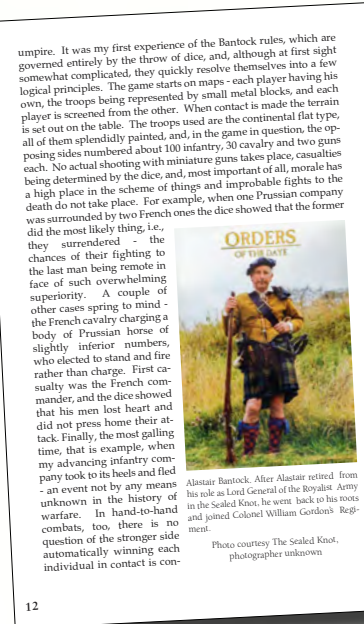 umpire. It was my first experience of the Bantock rules, which are
governed entirely by the throw of dice, and, although at first sight
somewhat complicated, they quickly resolve themselves into a few
logical principles. The game starts on maps - each player having his
own, the troops being represented by small metal blocks, and each
player is screened from the other. When contact is made the terrain
is set out on the table. The troops used are the continental flat type,
all of them splendidly painted, and, in the game in question, the op-
posing sides numbered about 100 infantry, 30 cavalry and two guns
each. No actual shooting with miniature guns takes place, casualties
being determined by the dice, and, most important of all, morale has
a high place in the scheme of things and improbable fights to the
death do not take place. For example, when one Prussian company
was surrounded by two French ones the dice showed that the former
did the most likely thing, i.e.,
they surrendered - the
chances of their fighting to
the last man being remote in
face of such overwhelming
superiority. A couple of
other cases spring to mind -
the French cavalry charging a
body of Prussian horse of
slightly inferior numbers,
who elected to stand and fire
rather than charge. First ca-
sualty was the French com-
mander, and the dice showed
that his men lost heart and
did not press home their at-
tack. Finally, the most galling
time, that is example, when
my advancing infantry com-
pany took to its heels and fled
- an event not by any means
unknown in the history of
warfare. In hand-to-hand
combats, too, there is no
question of the stronger side
automatically winning each
individual in contact is con-
ORDERS
OF THE DAYE
Alastair Bantock. After Alastair retired from
his role as Lord General of the Royalist Army
in the Sealed Knot, he went back to his roots
and joined Colonel William Gordon's Regi-
ment.
Photo courtesy The Sealed Knot,
photographer unknown
12